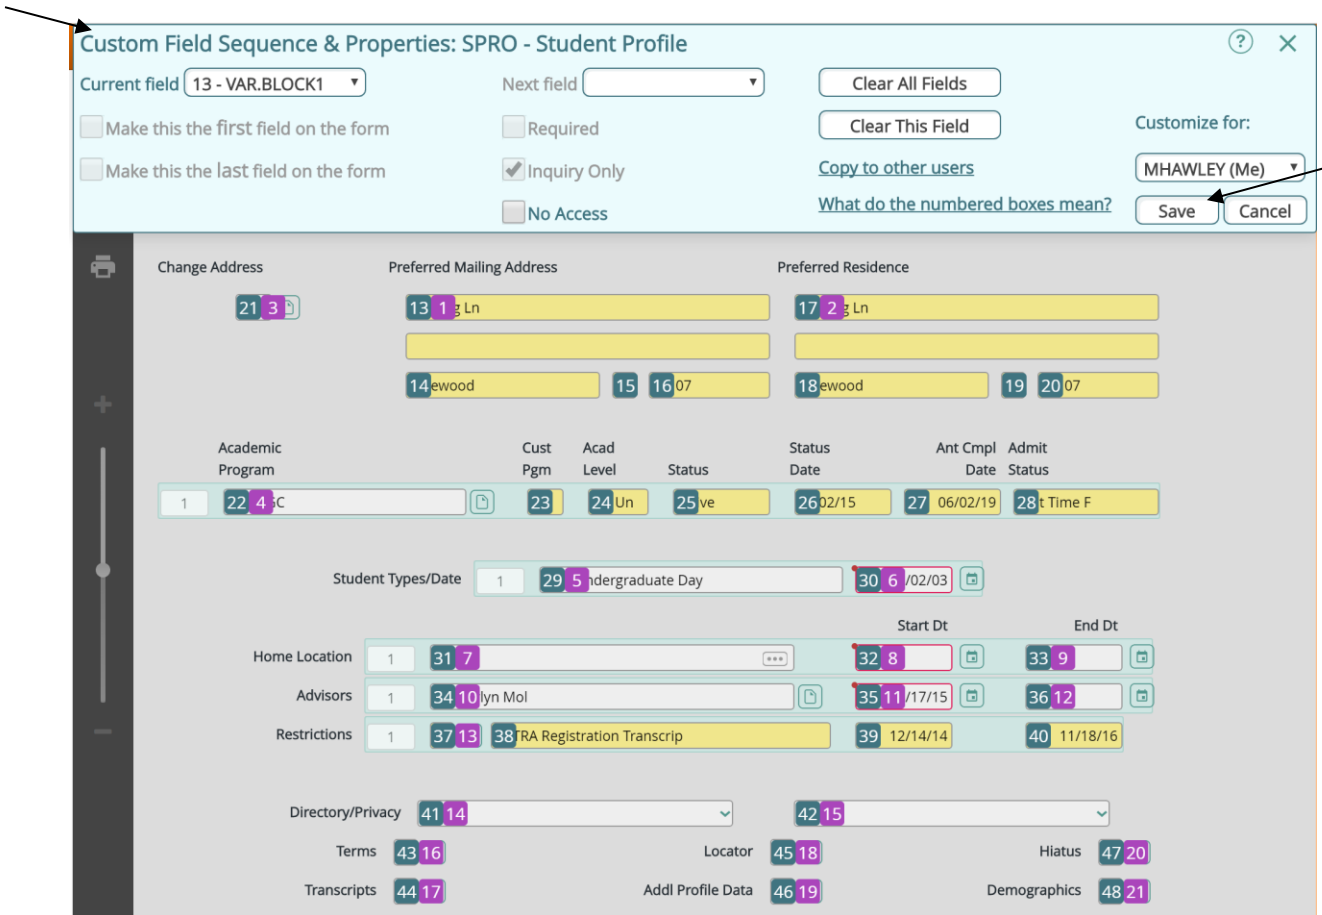 Custom Field Sequence & Properties: SPRO - Student Profile ?
Current field 13 - VAR.BLOCK1 Next field Clear All Fields
Make this the first field on the form Required Clear This Field Customize for:
Make this the last field on the form Inquiry Only Copy to other users MHAWLEY (Me)
No Access What do the numbered boxes mean? Save Cancel
Change Address Preferred Mailing Address Preferred Residence
21 3 13 1 g Ln 17 2 g Ln
14 ewood 15 16 07 18 ewood 19 20 07
Academic Cust Acad Status Ant Cmpl Admit
Program Pgm Level Status Date Date Status
1 22 4 GC 23 24 Un 25 ve 26 02/15 27 06/02/19 28 t Time F
Student Types/Date 1 29 5 ndergraduate Day 30 6 /02/03
Start Dt End Dt
Home Location 1 31 7 32 8 33 9
Advisors 1 34 10 lyn Mol 35 11 /17/15 36 12
Restrictions 1 37 13 38 TRA Registration Transcrip 39 12/14/14 40 11/18/16
Directory/Privacy 41 14 42 15
Terms 43 16 Locator 45 18 Hiatus 47 20
Transcripts 44 17 Addl Profile Data 46 19 Demographics 48 21